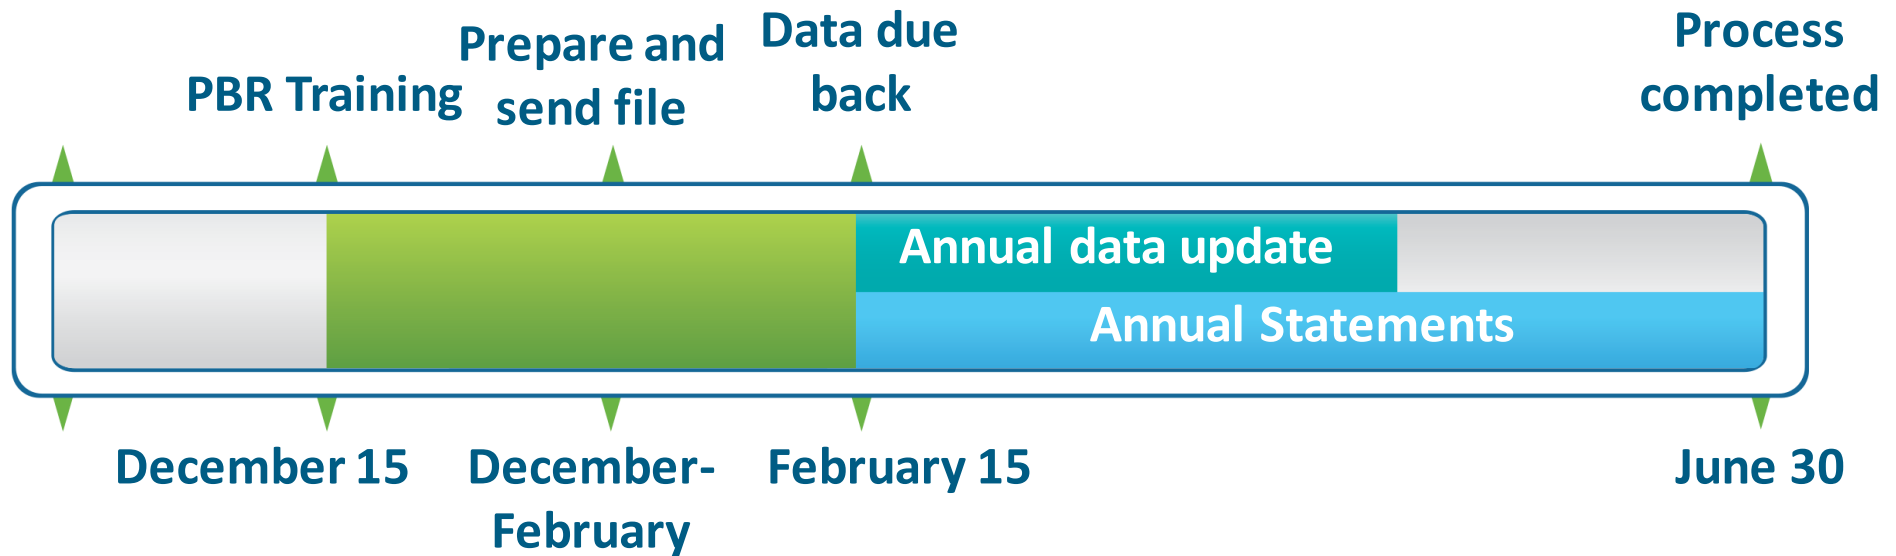 PBR Training
Prepare and
send file
Data due
back
Process
completed
Annual data update
Annual Statements
December 15
December-
February
February 15
June 30